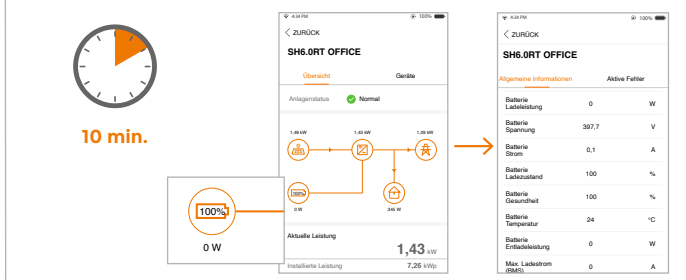 10 min.
4:34 PM 100%
ZURÜCK
SH6.0RT OFFICE
Übersicht Geräte
Anlagenstatus Normal
1,49 kW 1,43 kW 1,09 kW
100%
0 W 345 W
100%
0 W
Aktuelle Leistung
1,43 kW
Installierte Leistung 7,26 kWp
4:34 PM 100%
ZURÜCK
SH6.0RT OFFICE
Allgemeine Informationen Aktive Fehler
Batterie
Ladeleistung 0 W
Batterie
Spannung 397,7 V
Batterie
Strom 0,1 A
Batterie
Ladezustand 100 %
Batterie
Gesundheit 100 %
Batterie
Temperatur 24 °C
Batterie
Entladeleistung 0 W
Max. Ladestrom
(BMS) 0 A